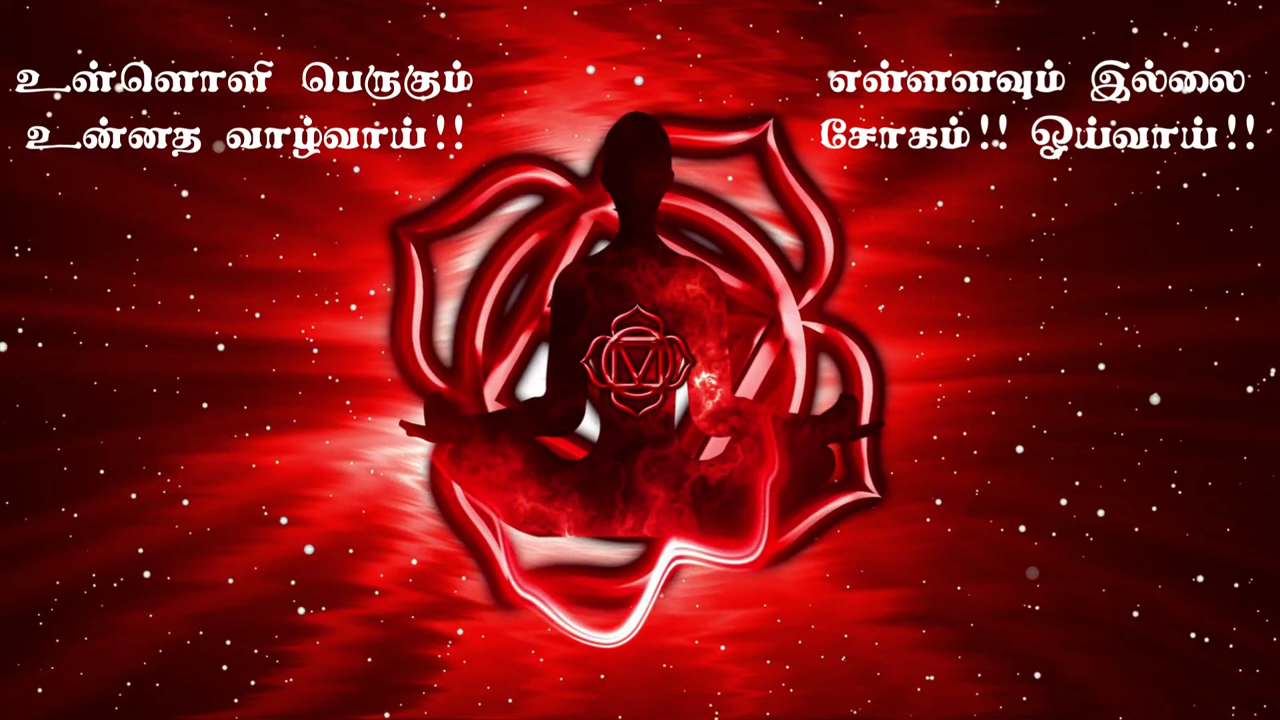 உள்ளொளி பெருகும்
உன்னத வாழ்வாய்!!
எள்ளளவும் இல்லை
சோகம்!! ஓய்வாய்!!